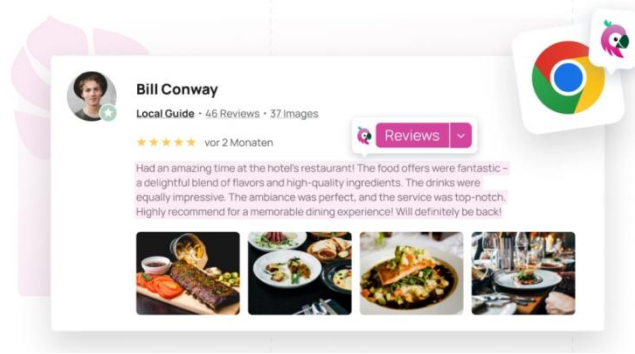 Bill Conway
Local Guide • 46 Reviews • 37 Images
vor 2 Monaten
Reviews
Had an amazing time at the hotel's restaurant! The food offers were fantastic –
a delightful blend of flavors and high-quality ingredients. The drinks were
equally impressive. The ambiance was perfect, and the service was top-notch.
Highly recommend for a memorable dining experience! Will definitely be back!